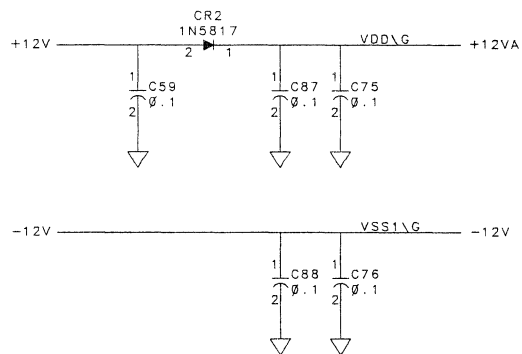 CR2
1N5817
+12V
2 1
VDD\G
+12VA
1
C59
Ø.1
2
1
C87
Ø.1
2
1
C75
Ø.1
2
-12V
VSS1\G
-12V
1
C88
Ø.1
2
1
C76
Ø.1
2